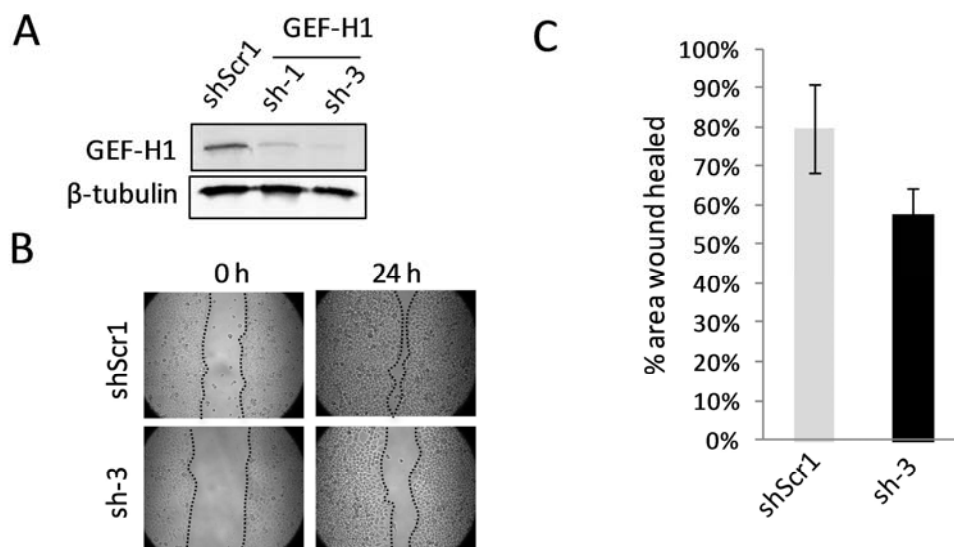 A
GEF-H1
shScr1
sh-1
sh-3
GEF-H1
β-tubulin
B
0 h
24 h
shScr1
sh-3
C
% area wound healed
100%
90%
80%
70%
60%
50%
40%
30%
20%
10%
0%
shScr1
sh-3